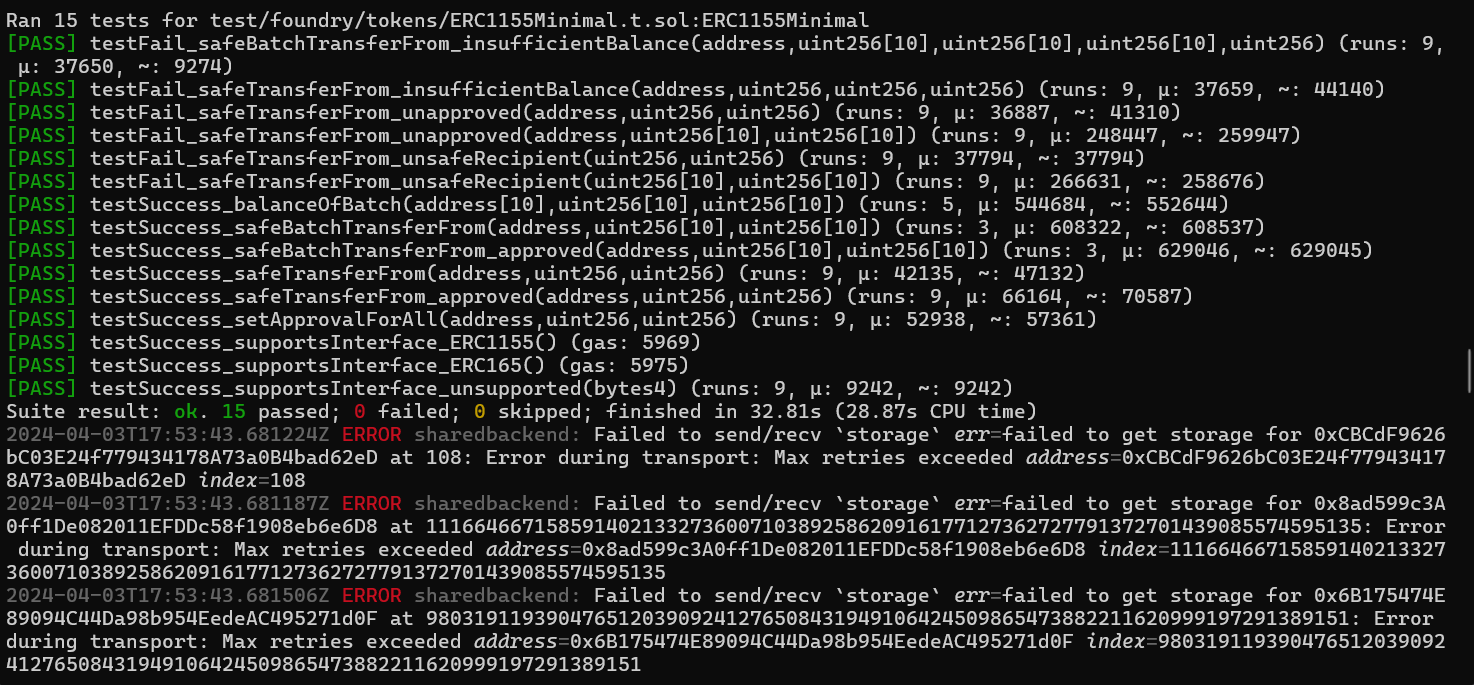 Ran 15 tests for test/foundry/tokens/ERC1155Minimal.t.sol:ERC1155Minimal
[PASS] testFail_safeBatchTransferFrom_insufficientBalance(address,uint256[10],uint256[10],uint256[10],uint256) (runs: 9,
 μ: 37650, ~: 9274)
[PASS] testFail_safeTransferFrom_insufficientBalance(address,uint256,uint256,uint256) (runs: 9, μ: 37659, ~: 44140)
[PASS] testFail_safeTransferFrom_unapproved(address,uint256,uint256) (runs: 9, μ: 36887, ~: 41310)
[PASS] testFail_safeTransferFrom_unapproved(address,uint256[10],uint256[10]) (runs: 9, μ: 248447, ~: 259947)
[PASS] testFail_safeTransferFrom_unsafeRecipient(uint256,uint256) (runs: 9, μ: 37794, ~: 37794)
[PASS] testFail_safeTransferFrom_unsafeRecipient(uint256[10],uint256[10]) (runs: 9, μ: 266631, ~: 258676)
[PASS] testSuccess_balanceOfBatch(address[10],uint256[10],uint256[10]) (runs: 5, μ: 544684, ~: 552644)
[PASS] testSuccess_safeBatchTransferFrom(address,uint256[10],uint256[10]) (runs: 3, μ: 608322, ~: 608537)
[PASS] testSuccess_safeBatchTransferFrom_approved(address,uint256[10],uint256[10]) (runs: 3, μ: 629046, ~: 629045)
[PASS] testSuccess_safeTransferFrom(address,uint256,uint256) (runs: 9, μ: 42135, ~: 47132)
[PASS] testSuccess_safeTransferFrom_approved(address,uint256,uint256) (runs: 9, μ: 66164, ~: 70587)
[PASS] testSuccess_setApprovalForAll(address,uint256,uint256) (runs: 9, μ: 52938, ~: 57361)
[PASS] testSuccess_supportsInterface_ERC1155() (gas: 5969)
[PASS] testSuccess_supportsInterface_ERC165() (gas: 5975)
[PASS] testSuccess_supportsInterface_unsupported(bytes4) (runs: 9, μ: 9242, ~: 9242)
Suite result: ok. 15 passed; 0 failed; 0 skipped; finished in 32.81s (28.87s CPU time)
2024-04-03T17:53:43.681224Z ERROR sharedbackend: Failed to send/recv `storage` err=failed to get storage for 0xCBCdF9626
bC03E24f779434178A73a0B4bad62eD at 108: Error during transport: Max retries exceeded address=0xCBCdF9626bC03E24f77943417
8A73a0B4bad62eD index=108
2024-04-03T17:53:43.681187Z ERROR sharedbackend: Failed to send/recv `storage` err=failed to get storage for 0x8ad599c3A
0ff1De082011EFDDc58f1908eb6e6D8 at 111664667158591402133273600710389258620916177127362727791372701439085574595135: Error
 during transport: Max retries exceeded address=0x8ad599c3A0ff1De082011EFDDc58f1908eb6e6D8 index=11166466715859140213327
3600710389258620916177127362727791372701439085574595135
2024-04-03T17:53:43.681506Z ERROR sharedbackend: Failed to send/recv `storage` err=failed to get storage for 0x6B175474E
89094C44Da98b954EedeAC495271d0F at 98031911939047651203909241276508431949106424509865473882211620999197291389151: Error
during transport: Max retries exceeded address=0x6B175474E89094C44Da98b954EedeAC495271d0F index=980319119390476512039092
41276508431949106424509865473882211620999197291389151